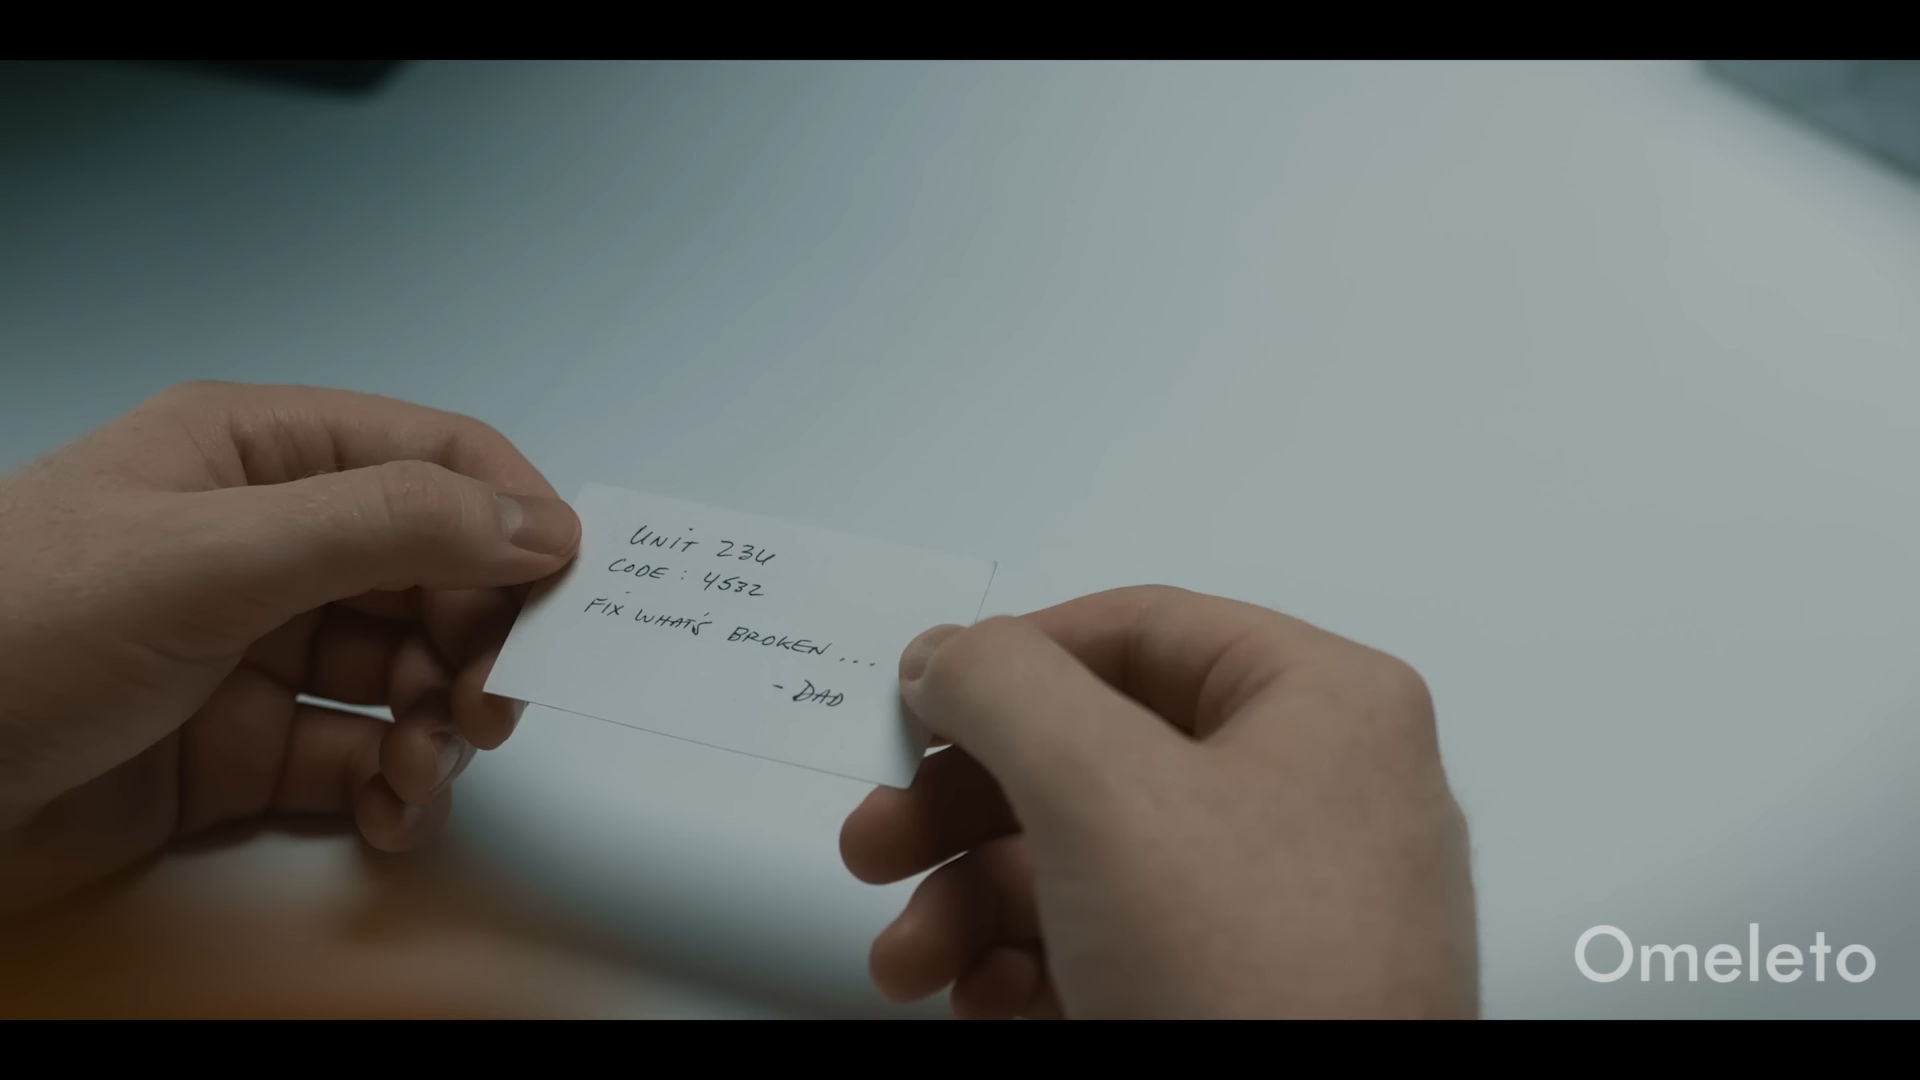 UNIT 234
CODE: 4532
FIX WHAT'S BROKEN...
- DAD
Omeleto